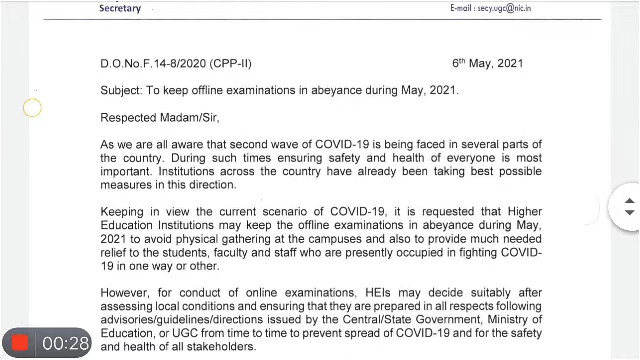 Secretary
E-mail : secy.ugc@nic.in
D.O.No.F.14-8/2020 (CPP-II)
6th May, 2021
Subject: To keep offline examinations in abeyance during May, 2021.
Respected Madam/Sir,
As we are all aware that second wave of COVID-19 is being faced in several parts of
the country. During such times ensuring safety and health of everyone is most
important. Institutions across the country have already been taking best possible
measures in this direction.
Keeping in view the current scenario of COVID-19, it is requested that Higher
Education Institutions may keep the offline examinations in abeyance during May,
2021 to avoid physical gathering at the campuses and also to provide much needed
relief to the students, faculty and staff who are presently occupied in fighting COVID-
19 in one way or other.
However, for conduct of online examinations, HEIs may decide suitably after
assessing local conditions and ensuring that they are prepared in all respects following
advisories/guidelines/directions issued by the Central/State Government, Ministry of
Education, or UGC from time to time to prevent spread of COVID-19 and for the safety
and health of all stakeholders.
00:28